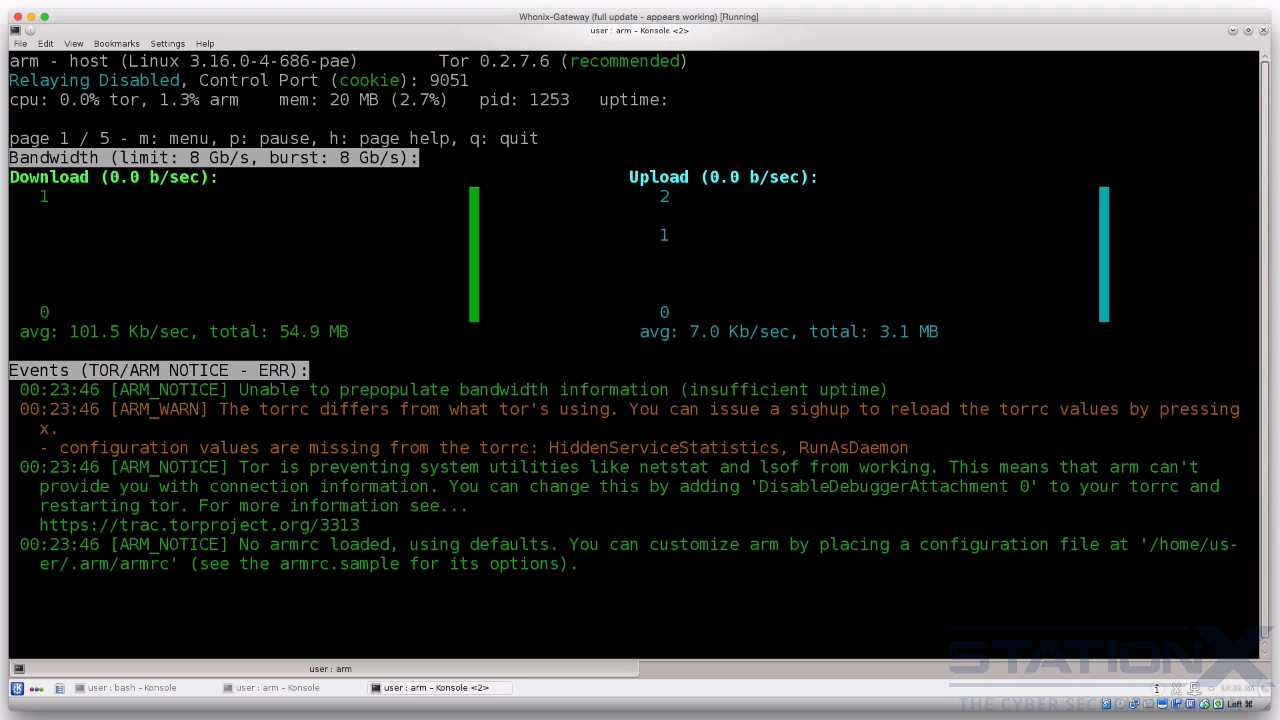 Whonix-Gateway (full update - appears working) [Running]
user : arm – Konsole <2>
File Edit View Bookmarks Settings Help
arm - host (Linux 3.16.0-4-686-pae) Tor 0.2.7.6 (recommended)
Relaying Disabled, Control Port (cookie): 9051
cpu: 0.0% tor, 1.3% arm mem: 20 MB (2.7%) pid: 1253 uptime:
page 1 / 5 - m: menu, p: pause, h: page help, q: quit
Bandwidth (limit: 8 Gb/s, burst: 8 Gb/s):
Download (0.0 b/sec): Upload (0.0 b/sec):
1 2
1
0 0
avg: 101.5 Kb/sec, total: 54.9 MB avg: 7.0 Kb/sec, total: 3.1 MB
Events (TOR/ARM NOTICE - ERR):
00:23:46 [ARM_NOTICE] Unable to prepopulate bandwidth information (insufficient uptime)
00:23:46 [ARM_WARN] The torrc differs from what tor's using. You can issue a sighup to reload the torrc values by pressing
x.
- configuration values are missing from the torrc: HiddenServiceStatistics, RunAsDaemon
00:23:46 [ARM_NOTICE] Tor is preventing system utilities like netstat and lsof from working. This means that arm can't
provide you with connection information. You can change this by adding 'DisableDebuggerAttachment 0' to your torrc and
restarting tor. For more information see...
https://trac.torproject.org/3313
00:23:46 [ARM_NOTICE] No armrc loaded, using defaults. You can customize arm by placing a configuration file at '/home/us-
er/.arm/armrc' (see the armrc.sample for its options).
STATIONX
user : arm
user : bash – Konsole user : arm – Konsole user : arm – Konsole <2>
THE CYBER SEC
Left ⌘